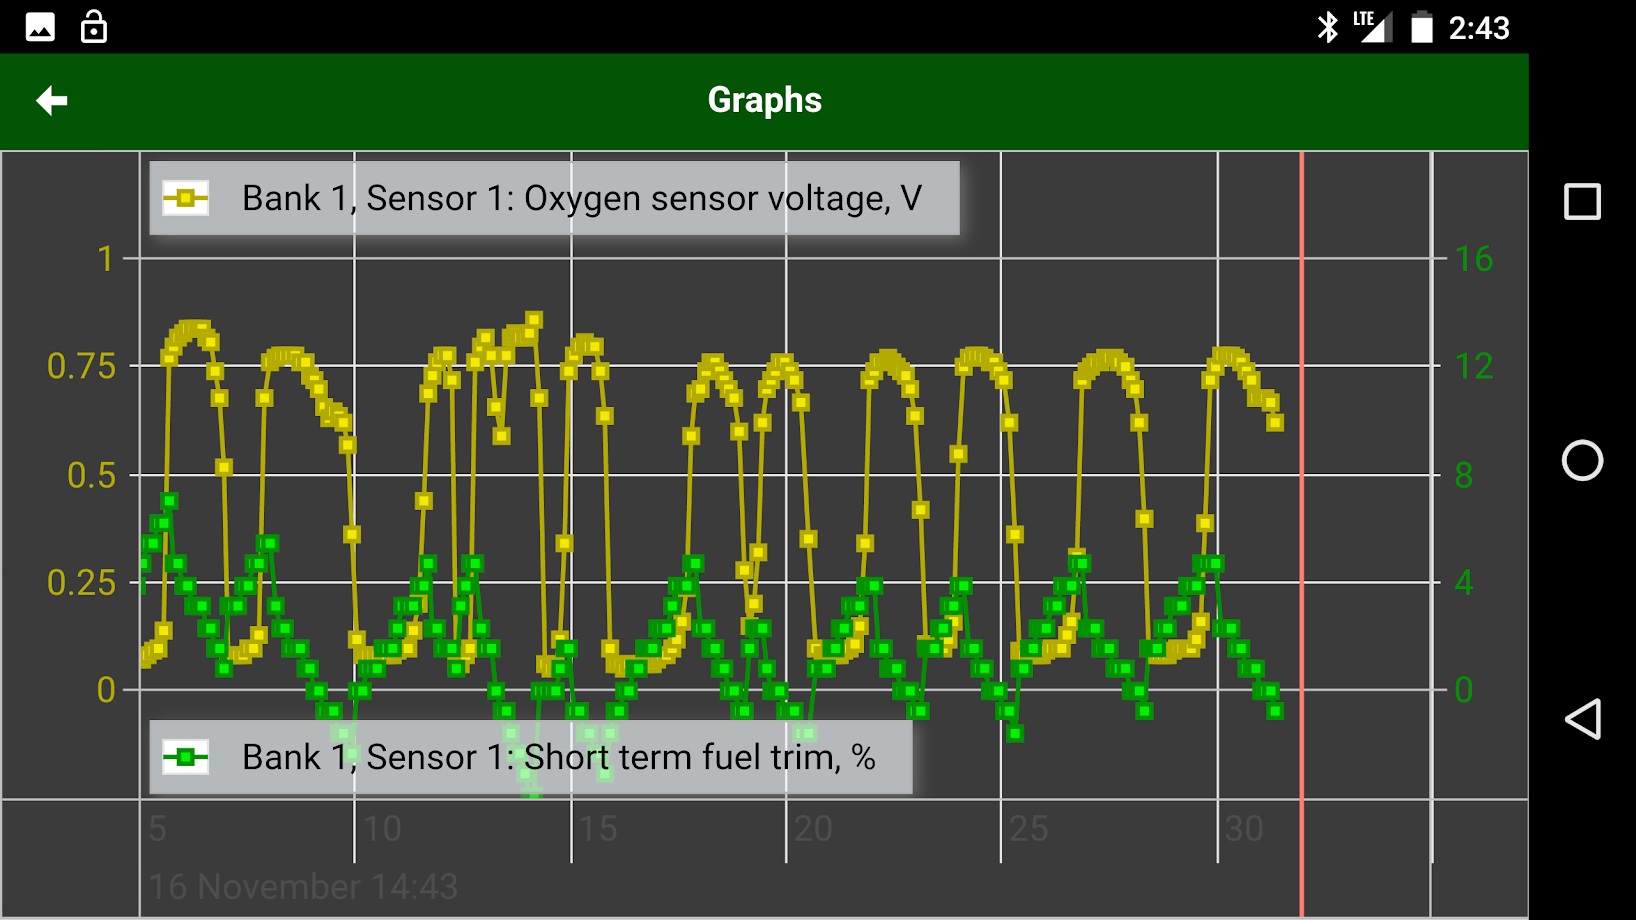 LTE 2:43
Graphs
Bank 1, Sensor 1: Oxygen sensor voltage, V
1 16
0.75 12
0.5 8
0.25 4
0 0
Bank 1, Sensor 1: Short term fuel trim, %
5 10 15 20 25 30
16 November 14:43